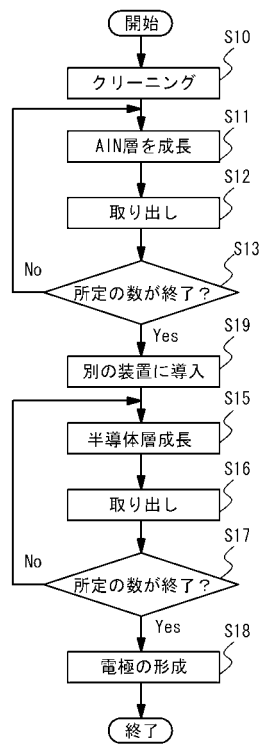 開始
S10
クリーニング
S11
AlN層を成長
S12
取り出し
S13
所定の数が終了?
No
Yes
S19
別の装置に導入
S15
半導体層成長
S16
取り出し
S17
所定の数が終了?
No
Yes
S18
電極の形成
終了